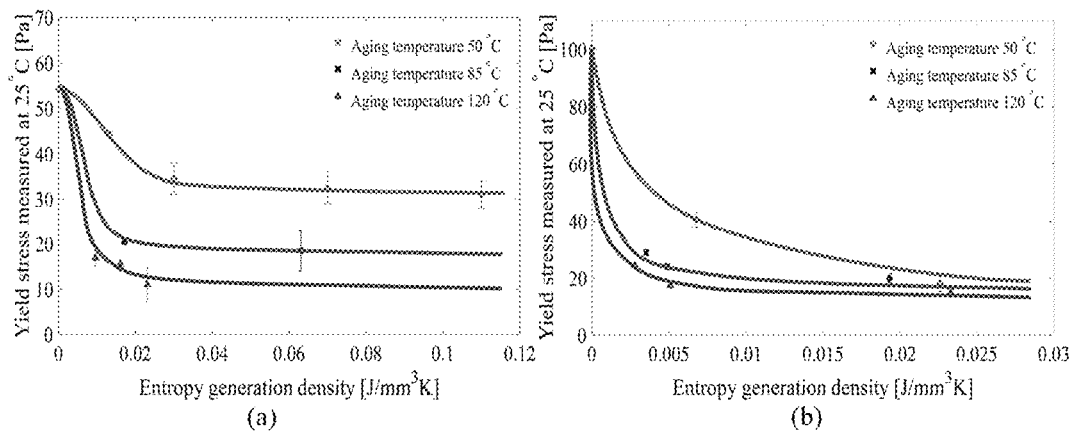 Yield stress measured at 25 °C [Pa]
70
60
50
40
30
20
10
0
Aging temperature 50 °C
Aging temperature 85 °C
Aging temperature 120 °C
0
0.02
0.04
0.06
0.08
0.1
0.12
Entropy generation density [J/mm³K]
(a)
Yield stress measured at 25 °C [Pa]
100
80
60
40
20
0
Aging temperature 50 °C
Aging temperature 85 °C
Aging temperature 120 °C
0
0.005
0.01
0.015
0.02
0.025
0.03
Entropy generation density [J/mm³K]
(b)